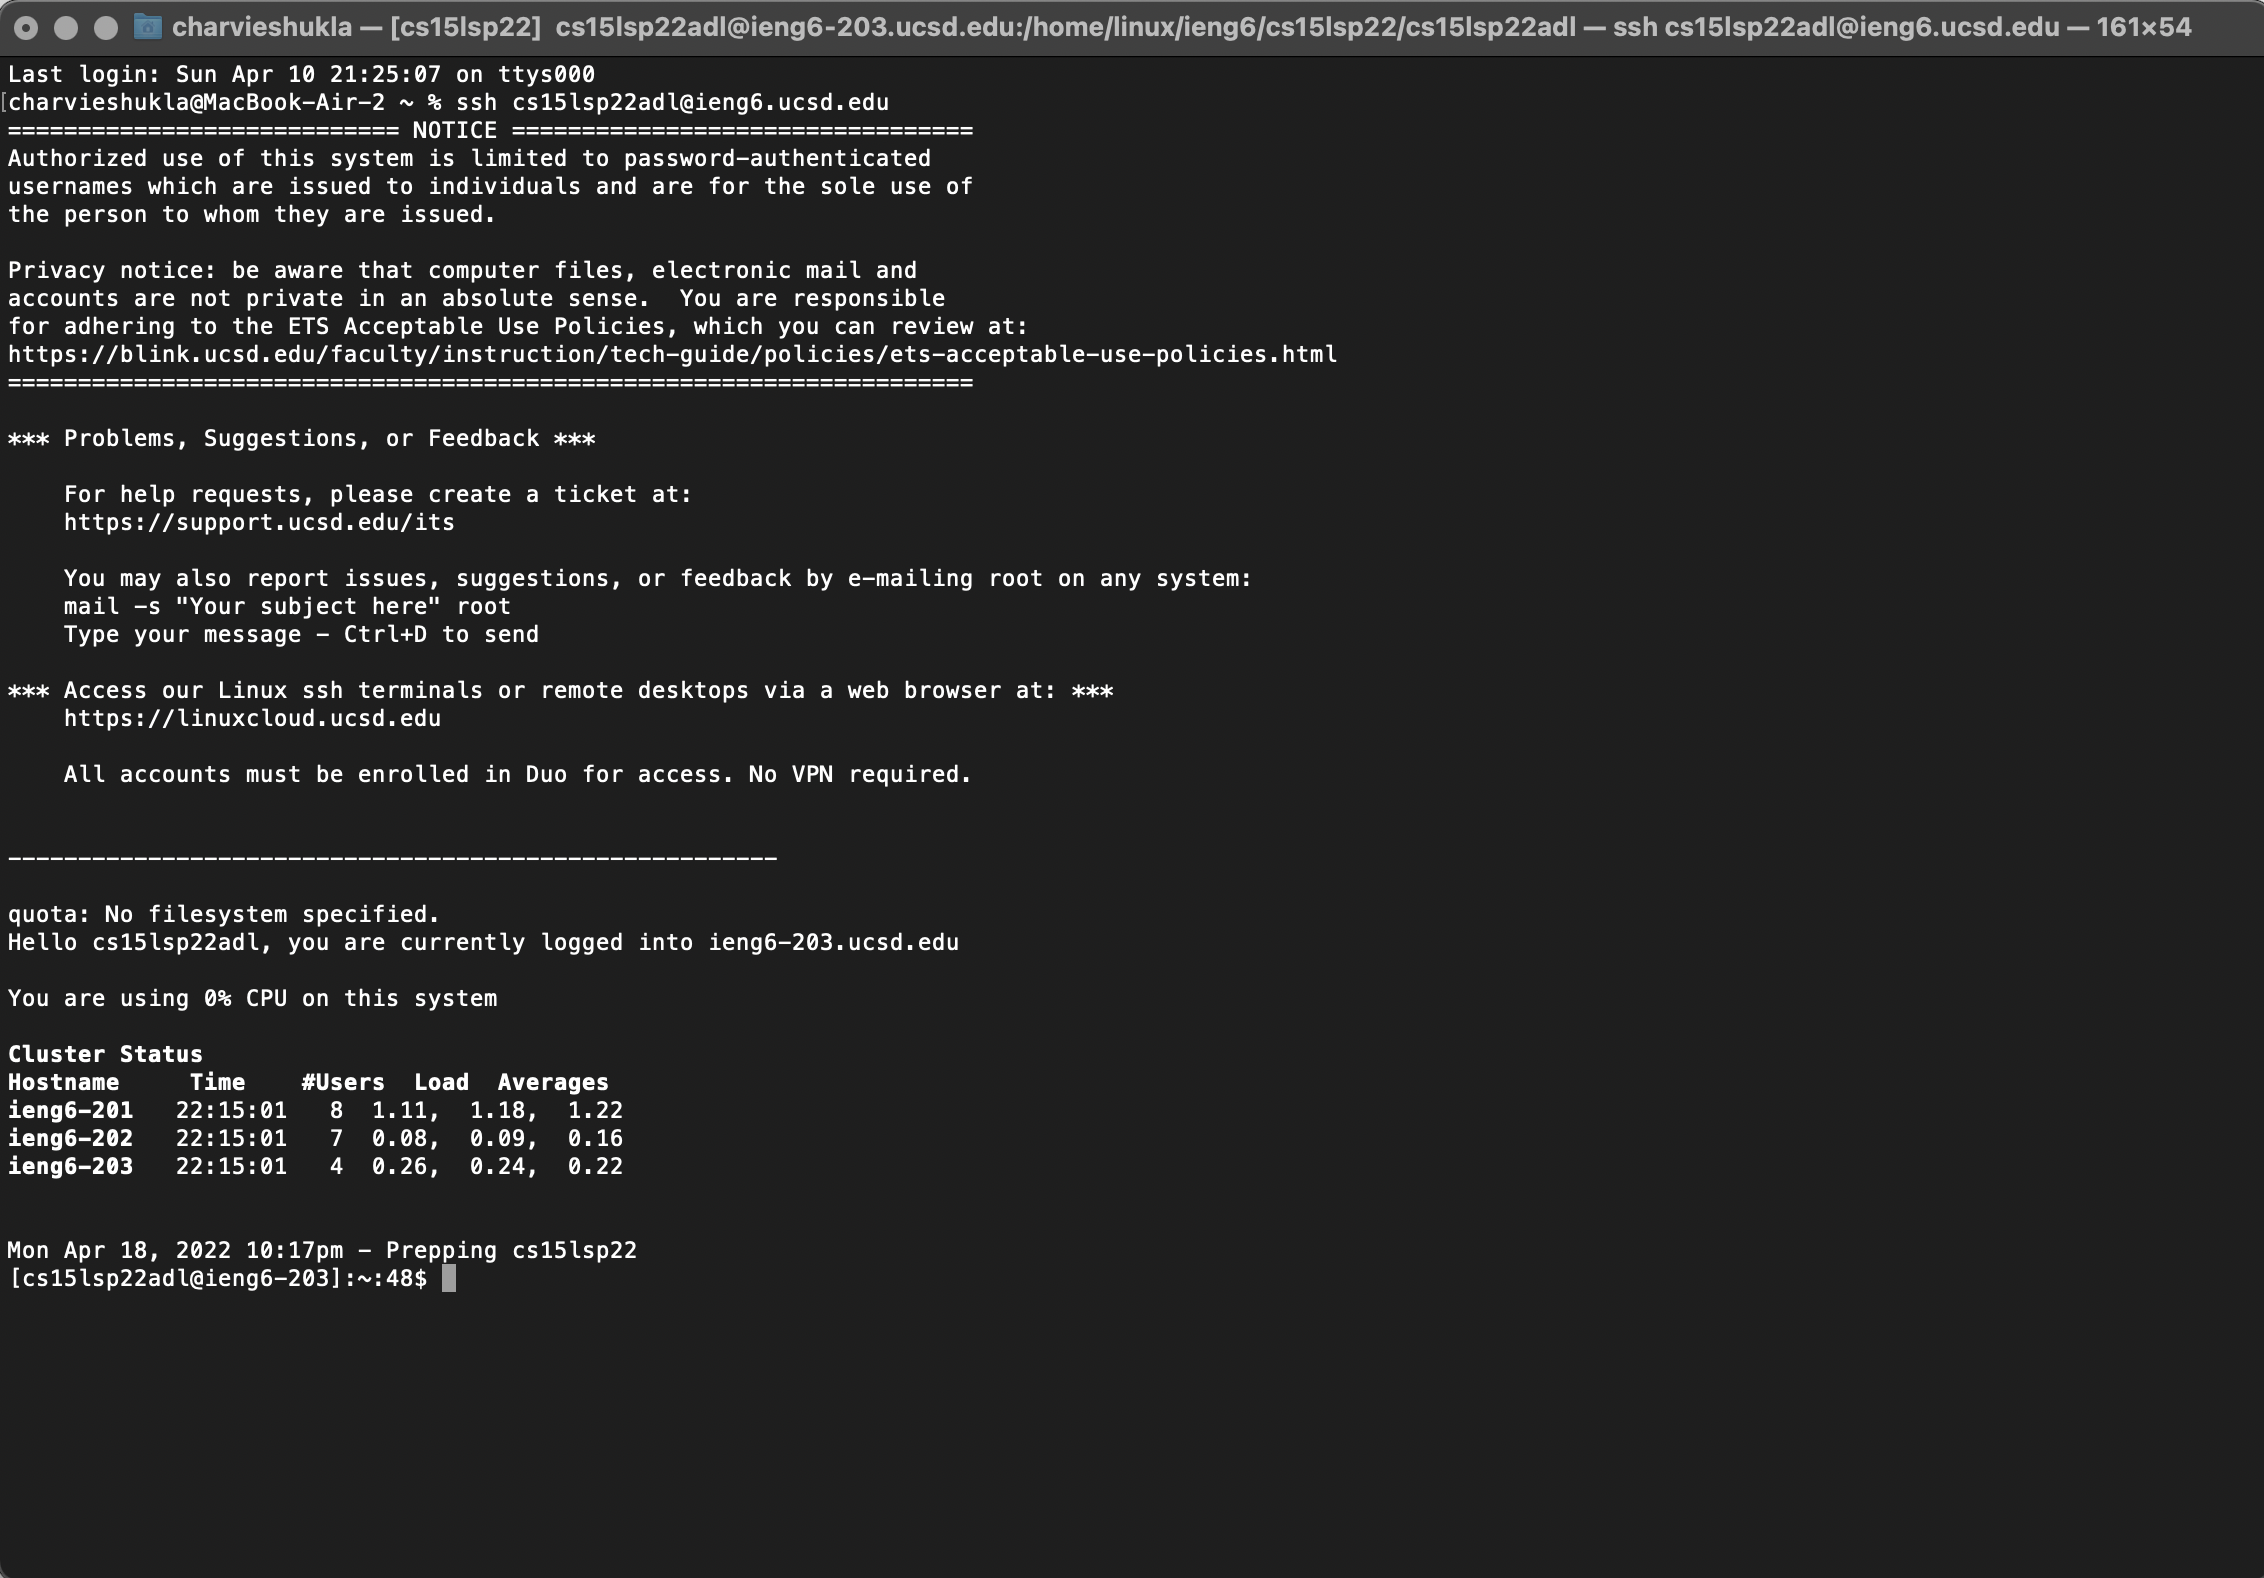 charvieshukla — [cs15lsp22]  cs15lsp22adl@ieng6-203.ucsd.edu:/home/linux/ieng6/cs15lsp22/cs15lsp22adl — ssh cs15lsp22adl@ieng6.ucsd.edu — 161×54
Last login: Sun Apr 10 21:25:07 on ttys000
[charvieshukla@MacBook-Air-2 ~ % ssh cs15lsp22adl@ieng6.ucsd.edu
============================ NOTICE =================================
Authorized use of this system is limited to password-authenticated
usernames which are issued to individuals and are for the sole use of
the person to whom they are issued.

Privacy notice: be aware that computer files, electronic mail and
accounts are not private in an absolute sense.  You are responsible
for adhering to the ETS Acceptable Use Policies, which you can review at:
https://blink.ucsd.edu/faculty/instruction/tech-guide/policies/ets-acceptable-use-policies.html
=====================================================================

*** Problems, Suggestions, or Feedback ***

    For help requests, please create a ticket at:
    https://support.ucsd.edu/its

    You may also report issues, suggestions, or feedback by e-mailing root on any system:
    mail -s "Your subject here" root
    Type your message - Ctrl+D to send

*** Access our Linux ssh terminals or remote desktops via a web browser at: ***
    https://linuxcloud.ucsd.edu

    All accounts must be enrolled in Duo for access. No VPN required.

-------------------------------------------------------

quota: No filesystem specified.
Hello cs15lsp22adl, you are currently logged into ieng6-203.ucsd.edu

You are using 0% CPU on this system

Cluster Status
Hostname     Time    #Users  Load  Averages
ieng6-201   22:15:01   8  1.11,  1.18,  1.22
ieng6-202   22:15:01   7  0.08,  0.09,  0.16
ieng6-203   22:15:01   4  0.26,  0.24,  0.22

Mon Apr 18, 2022 10:17pm - Prepping cs15lsp22
[cs15lsp22adl@ieng6-203]:~:48$